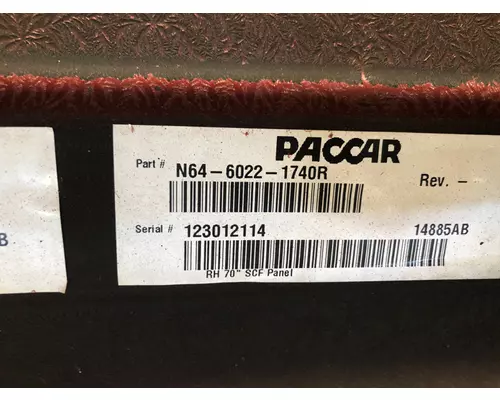 PACCAR
Part # N64-6022-1740R
Rev. -
Serial # 123012114 14885AB
RH 70" SCF Panel
B